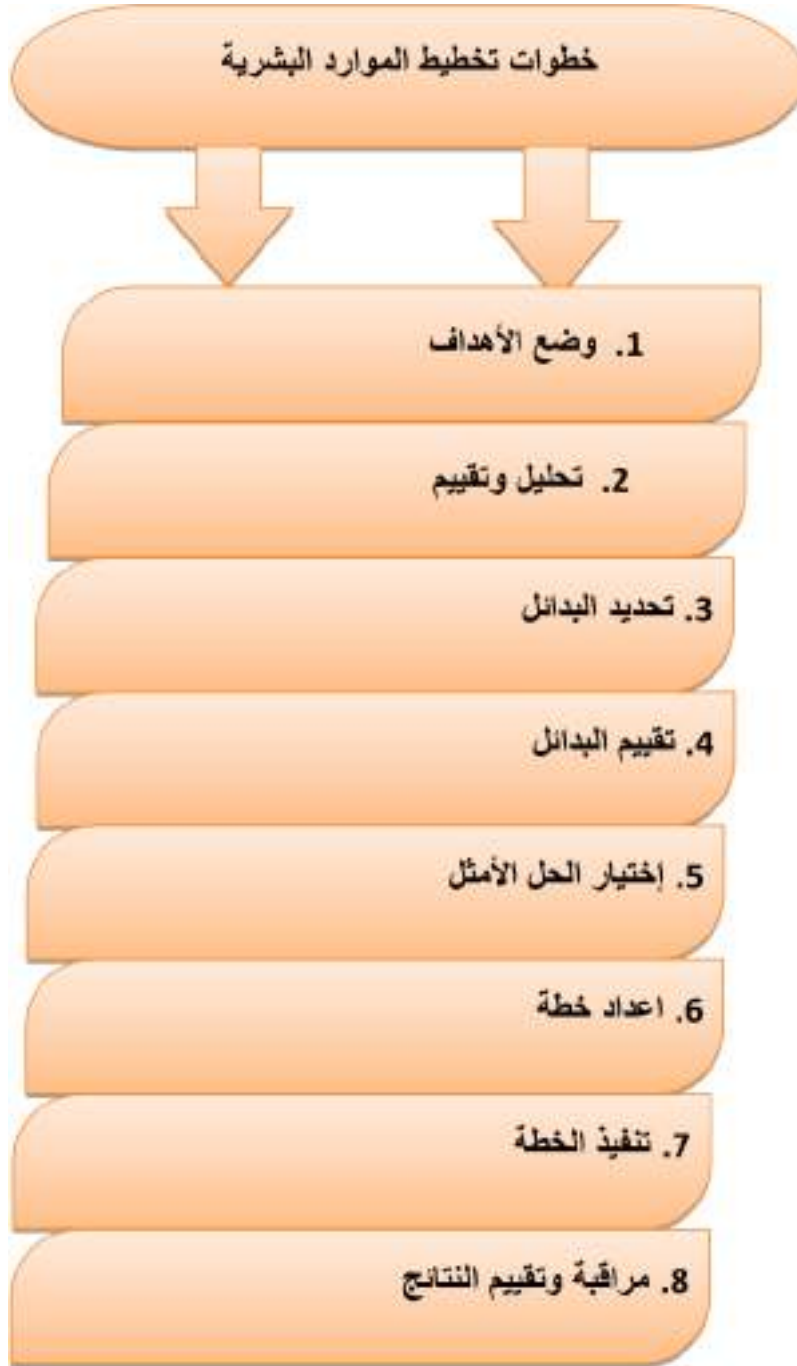 خطوات تخطيط الموارد البشرية
1. وضع الأهداف
2. تحليل وتقييم
3. تحديد البدائل
4. تقييم البدائل
5. إختيار الحل الأمثل
6. اعداد خطة
7. تنفيذ الخطة
8. مراقبة وتقييم النتائج